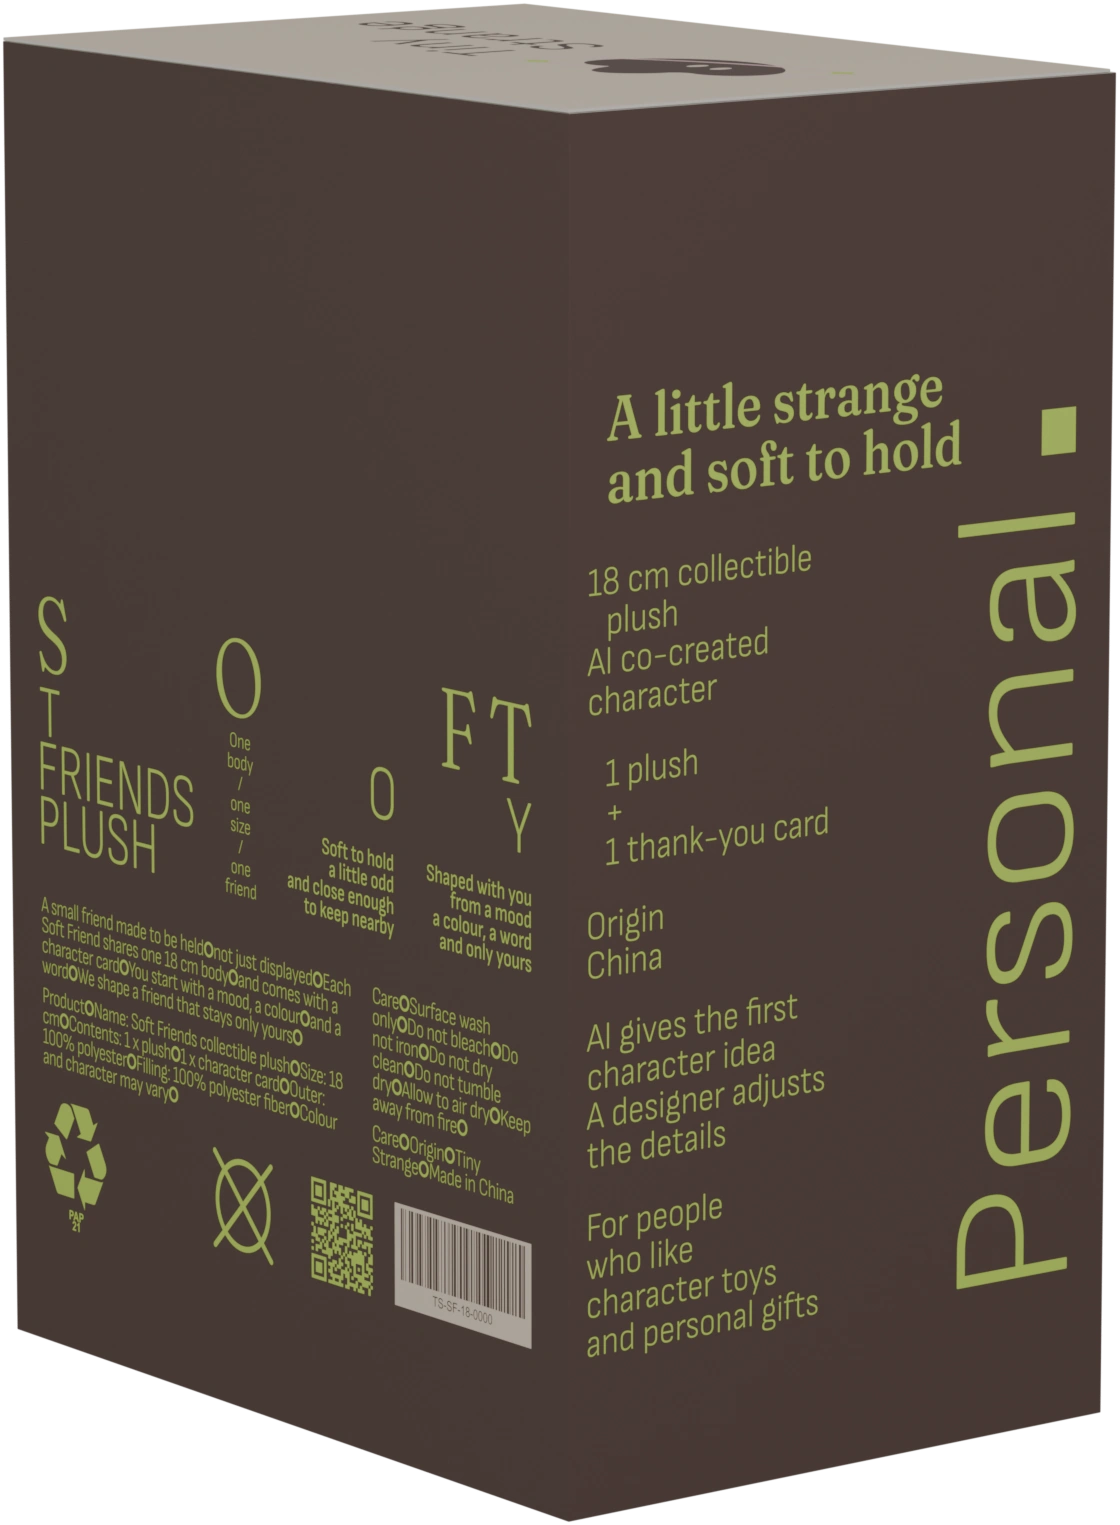 Tiny
Strange
S
T
FRIENDS
PLUSH
O
One
body
/
one
size
/
one
friend
O
Soft to hold
a little odd
and close enough
to keep nearby
FT
Y
Shaped with you
from a mood
a colour, a word
and only yours
A small friend made to be held
not just displayed
Each
Soft Friend shares one 18 cm body
and comes with a
character card
You start with a mood, a colour
and a
word
We shape a friend that stays only yours
Product
Name: Soft Friends collectible plush
Size: 18
cm
Contents: 1 x plush
1 x character card
Outer:
100% polyester
Filling: 100% polyester fiber
Colour
and character may vary
Care
Surface wash
only
Do not bleach
Do
not iron
Do not dry
clean
Do not tumble
dry
Allow to air dry
Keep
away from fire
Care
Origin
Tiny
Strange
Made in China
PAP
21
TS-SF-18-0000
A little strange
and soft to hold
18 cm collectible
plush
AI co-created
character
1 plush
+
1 thank-you card
Origin
China
AI gives the first
character idea
A designer adjusts
the details
For people
who like
character toys
and personal gifts
Personal.